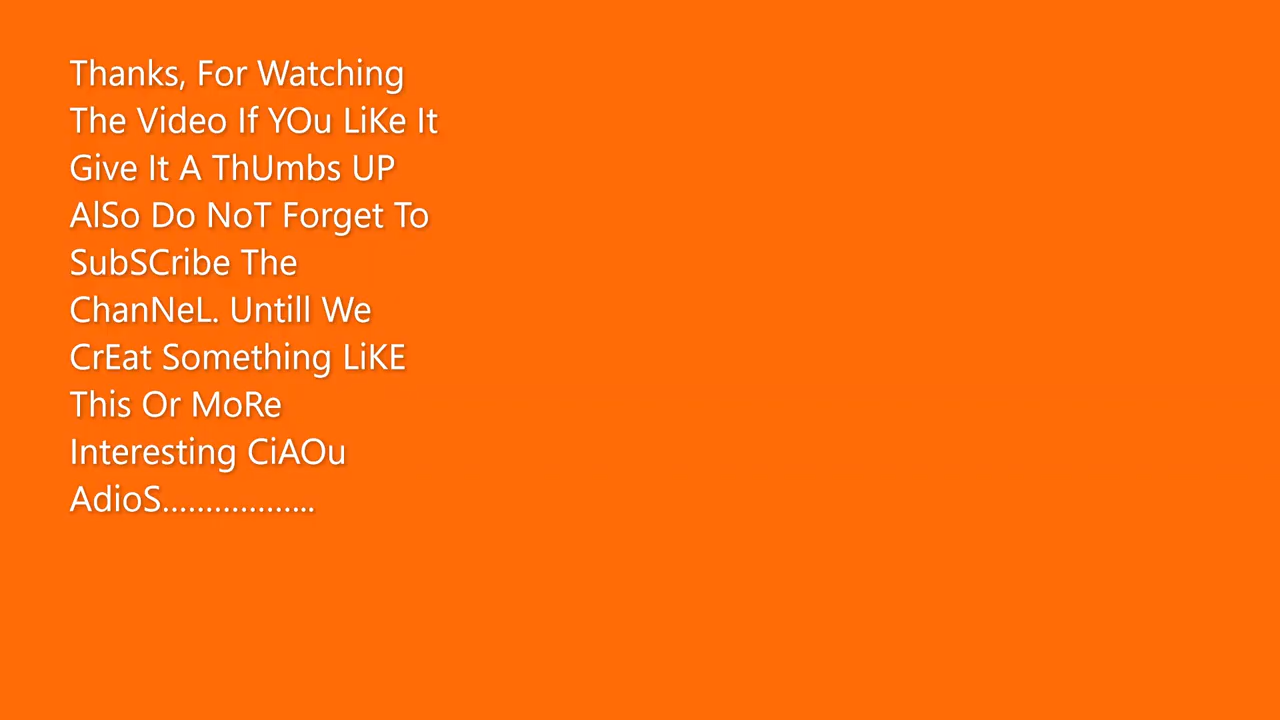 Thanks, For Watching
The Video If YOu LiKe It
Give It A ThUmbs UP
AlSo Do NoT Forget To
SubSCribe The
ChanNeL. Untill We
CrEat Something LiKE
This Or MoRe
Interesting CiAOu
AdioS………………..